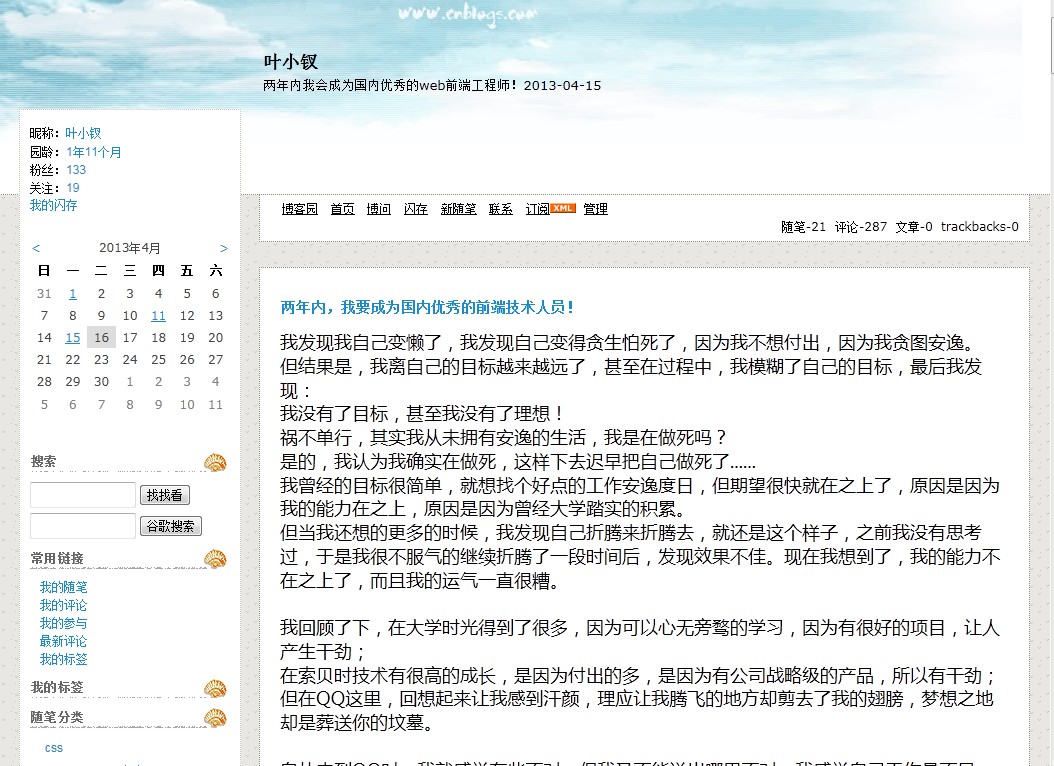 www.cnblogs.com
叶小钗
两年内我会成为国内优秀的web前端工程师！2013-04-15
昵称：叶小钗
园龄：1年11个月
粉丝：133
关注：19
我的闪存
< 2013年4月 >
日 一 二 三 四 五 六
31 1 2 3 4 5 6
7 8 9 10 11 12 13
14 15 16 17 18 19 20
21 22 23 24 25 26 27
28 29 30 1 2 3 4
5 6 7 8 9 10 11
搜索
找找看
谷歌搜索
常用链接
我的随笔
我的评论
我的参与
最新评论
我的标签
我的标签
随笔分类
css
博客园 首页 博问 闪存 新随笔 联系 订阅 XML 管理
随笔-21 评论-287 文章-0 trackbacks-0
两年内，我要成为国内优秀的前端技术人员！
我发现我自己变懒了，我发现自己变得贪生怕死了，因为我不想付出，因为我贪图安逸。
但结果是，我离自己的目标越来越远了，甚至在过程中，我模糊了自己的目标，最后我发
现：
我没有了目标，甚至我没有了理想！
祸不单行，其实我从未拥有安逸的生活，我是在做死吗？
是的，我认为我确实在做死，这样下去迟早把自己做死了......
我曾经的目标很简单，就想找个好点的工作安逸度日，但期望很快就在之上了，原因是因为
我的能力在之上，原因是因为曾经大学踏实的积累。
但当我还想的更多的时候，我发现自己折腾来折腾去，就还是这个样子，之前我没有思考
过，于是我很不服气的继续折腾了一段时间后，发现效果不佳。现在我想到了，我的能力不
在之上了，而且我的运气一直很糟。
我回顾了下，在大学时光得到了很多，因为可以心无旁骛的学习，因为有很好的项目，让人
产生干劲；
在索贝时技术有很高的成长，是因为付出的多，是因为有公司战略级的产品，所以有干劲；
但在QQ这里，回想起来让我感到汗颜，理应让我腾飞的地方却剪去了我的翅膀，梦想之地
却是葬送你的坟墓。